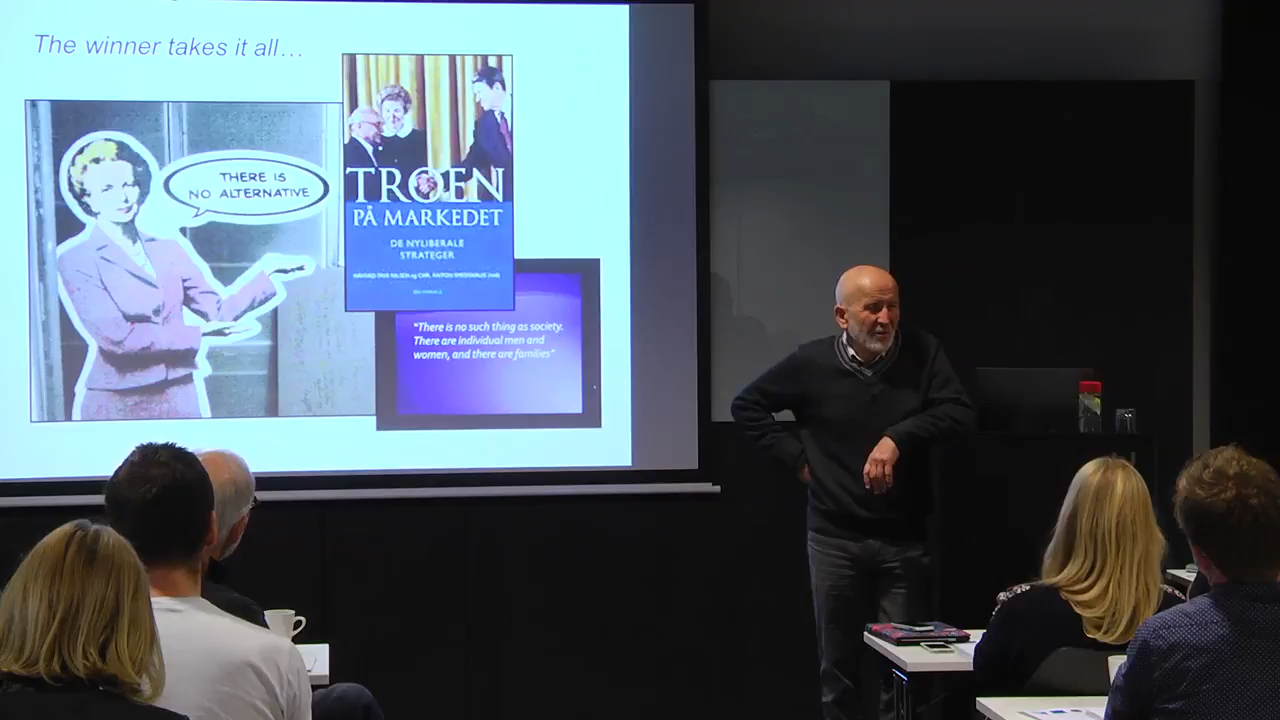 The winner takes it all...
THERE IS
NO ALTERNATIVE
TROEN
PÅ MARKEDET
DE NYLIBERALE
STRATEGER
"There is no such thing as society.
There are individual men and
women, and there are families"